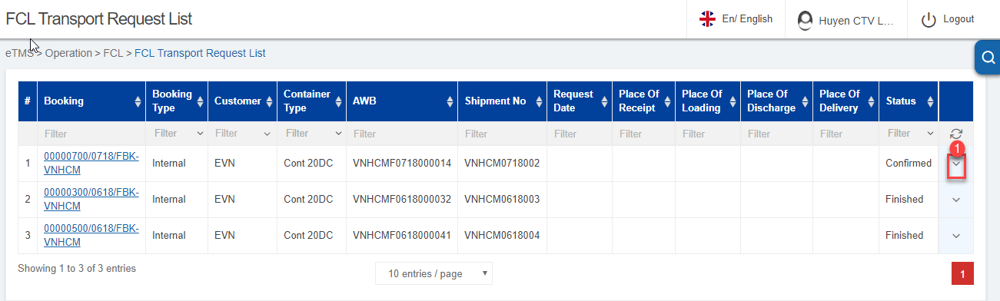 FCL Transport Request List
En/ English
Huyen CTV L...
Logout
eTMS > Operation > FCL > FCL Transport Request List
# Booking Booking Type Customer Container Type AWB Shipment No Request Date Place Of Receipt Place Of Loading Place Of Discharge Place Of Delivery Status
Filter Filter Filter Filter Filter Filter Filter Filter Filter Filter Filter Filter
1
1 00000700/0718/FBK-VNHCM Internal EVN Cont 20DC VNHCMF0718000014 VNHCM0718002 Confirmed
2 00000300/0618/FBK-VNHCM Internal EVN Cont 20DC VNHCMF0618000032 VNHCM0618003 Finished
3 00000500/0618/FBK-VNHCM Internal EVN Cont 20DC VNHCMF0618000041 VNHCM0618004 Finished
Showing 1 to 3 of 3 entries
10 entries / page
1